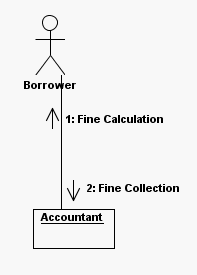 Borrower
1: Fine Calculation
2: Fine Collection
Accountant